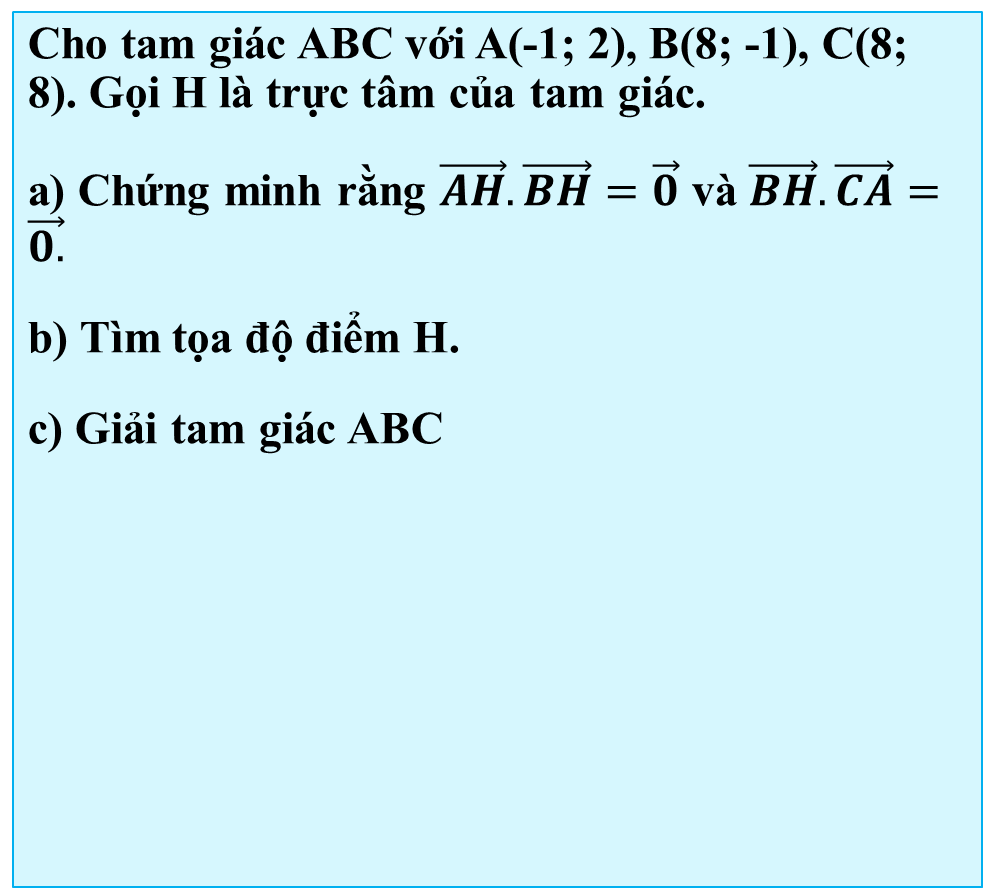 Cho tam giác ABC với A(-1; 2), B(8; -1), C(8;
8). Gọi H là trực tâm của tam giác.
a) Chứng minh rằng $\overrightarrow{AH}.\overrightarrow{BH} = \overrightarrow{0}$ và $\overrightarrow{BH}.\overrightarrow{CA} =$
$\overrightarrow{0}.$
b) Tìm tọa độ điểm H.
c) Giải tam giác ABC